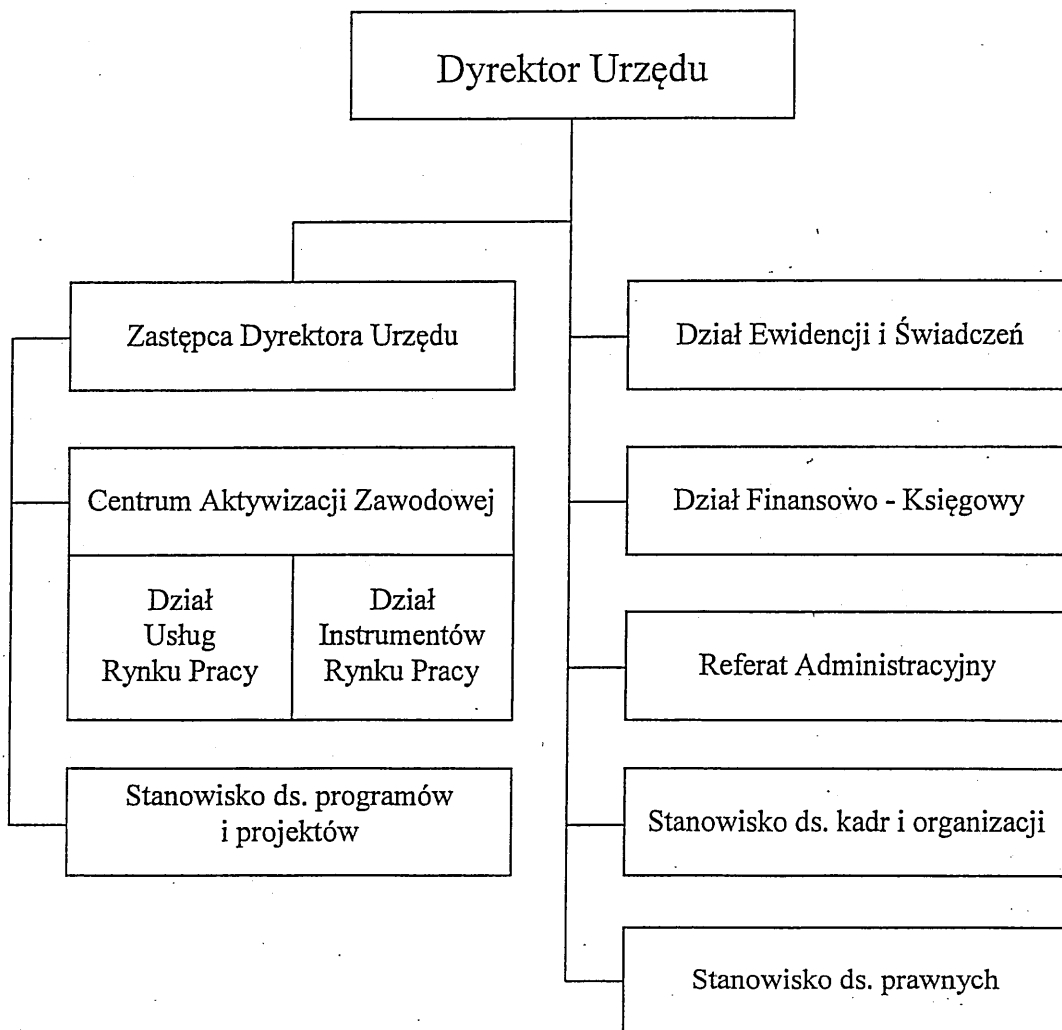 Dyrektor Urzędu
Zastępca Dyrektora Urzędu
Centrum Aktywizacji Zawodowej
Dział
Usług
Rynku Pracy
Dział
Instrumentów
Rynku Pracy
Stanowisko ds. programów
i projektów
Dział Ewidencji i Świadczeń
Dział Finansowo - Księgowy
Referat Administracyjny
Stanowisko ds. kadr i organizacji
Stanowisko ds. prawnych